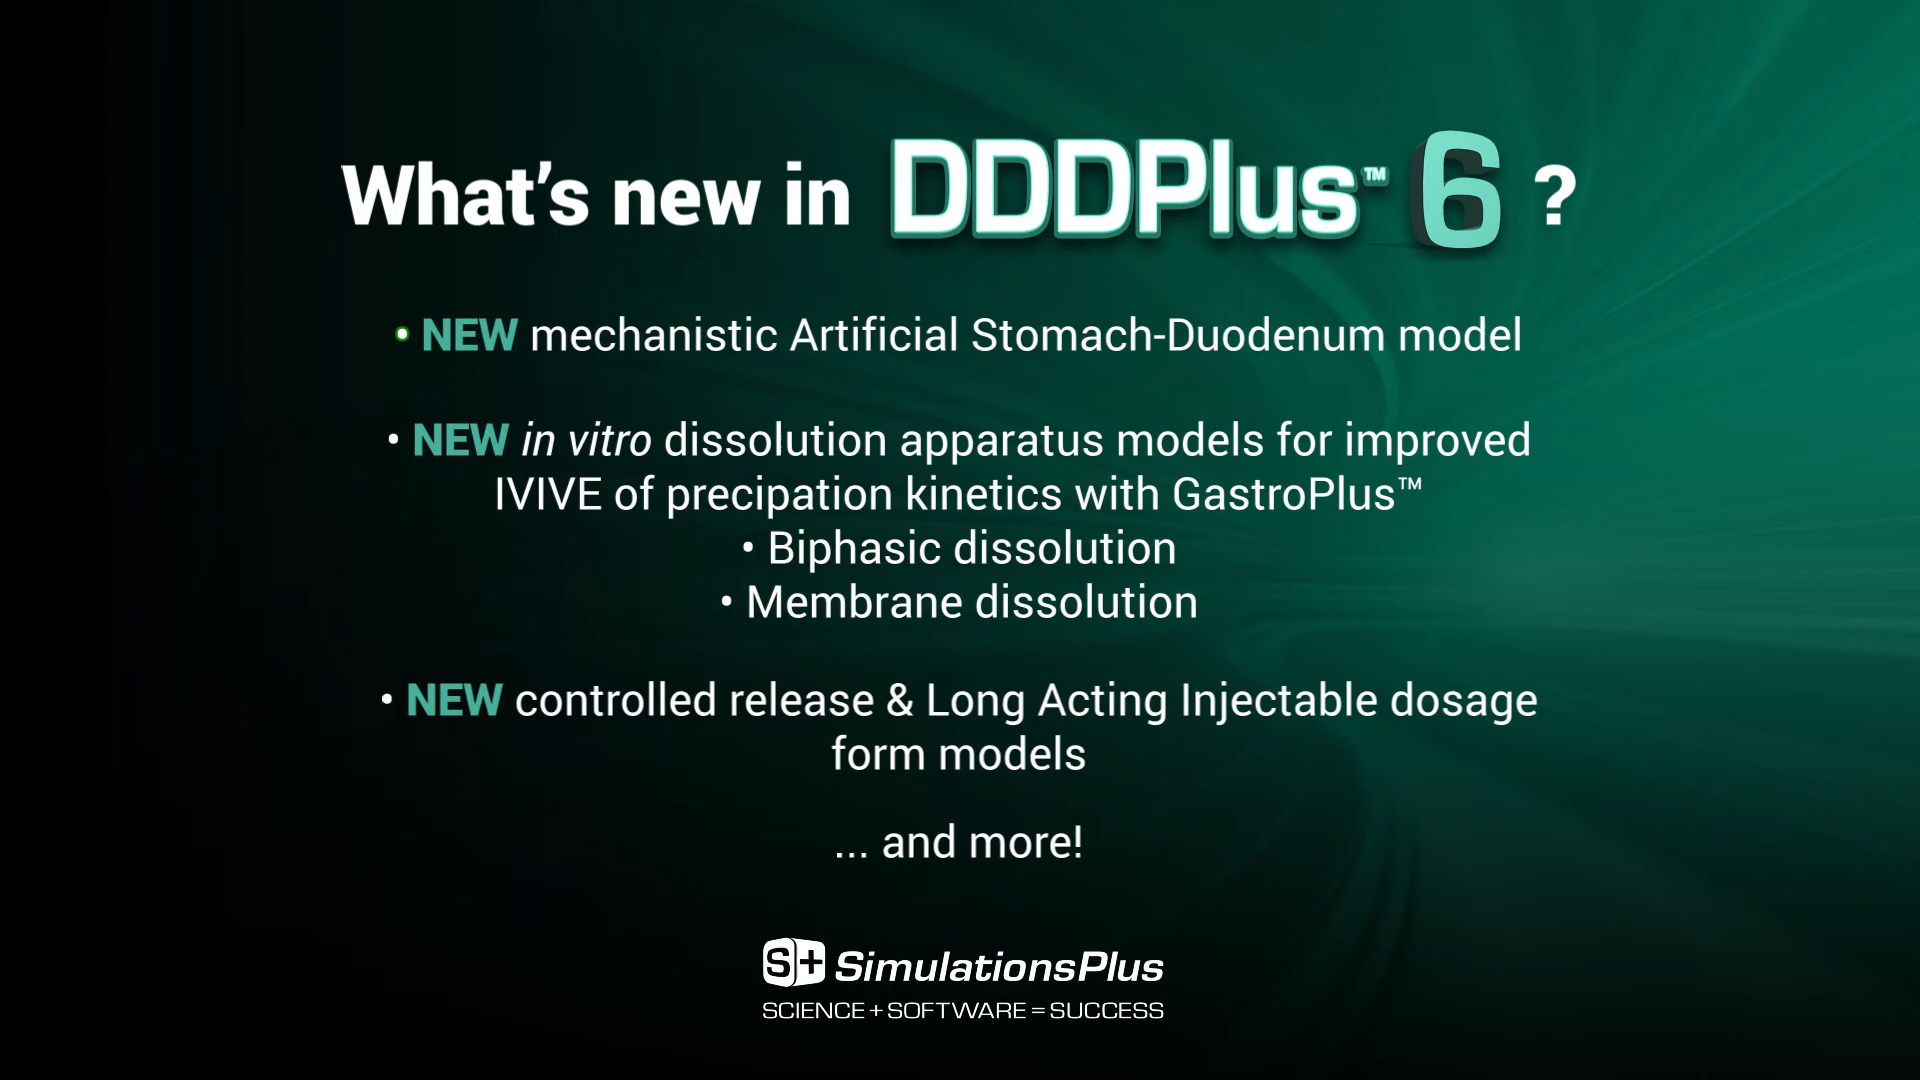 What’s new in DDDPlus™ 6 ?
• NEW mechanistic Artificial Stomach-Duodenum model
• NEW in vitro dissolution apparatus models for improved
IVIVE of precipation kinetics with GastroPlus™
• Biphasic dissolution
• Membrane dissolution
• NEW controlled release & Long Acting Injectable dosage
form models
... and more!
S+ SimulationsPlus
SCIENCE + SOFTWARE = SUCCESS